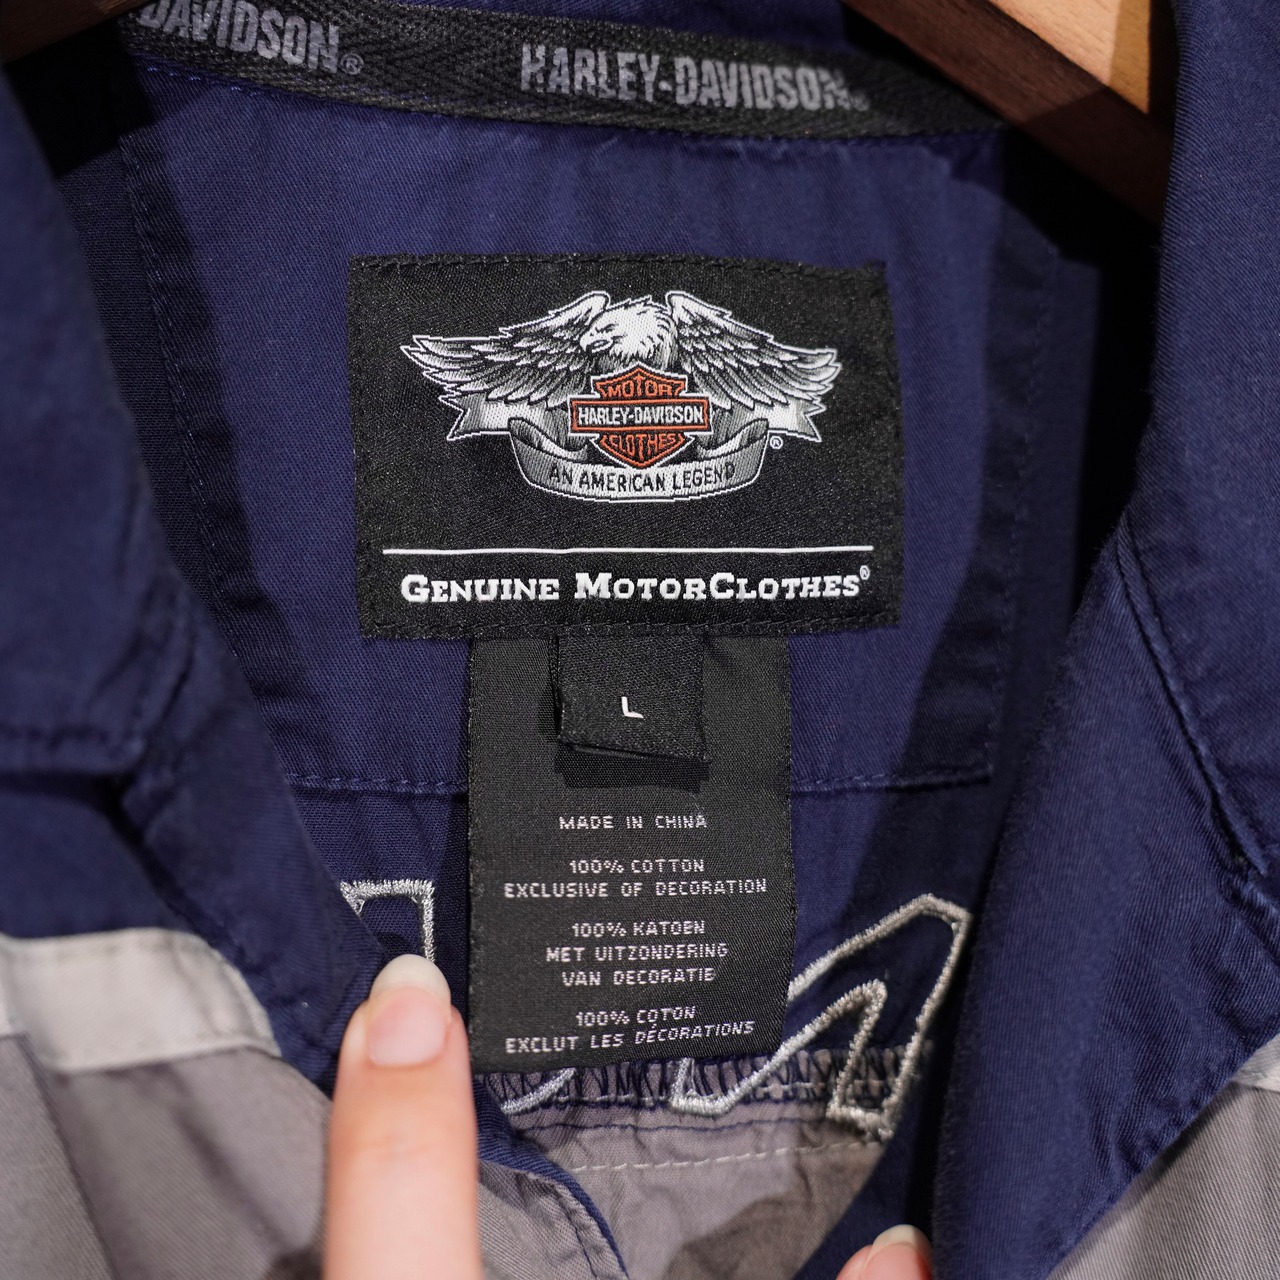 DAVIDSON® HARLEY-DAVIDSON®
MOTOR
HARLEY-DAVIDSON
CLOTHES
®
AN AMERICAN LEGEND
GENUINE MOTORCLOTHES®
L
MADE IN CHINA
100% COTTON
EXCLUSIVE OF DECORATION
100% KATOEN
MET UITZONDERING
VAN DECORATIE
100% COTON
EXCLUT LES DÉCORATIONS